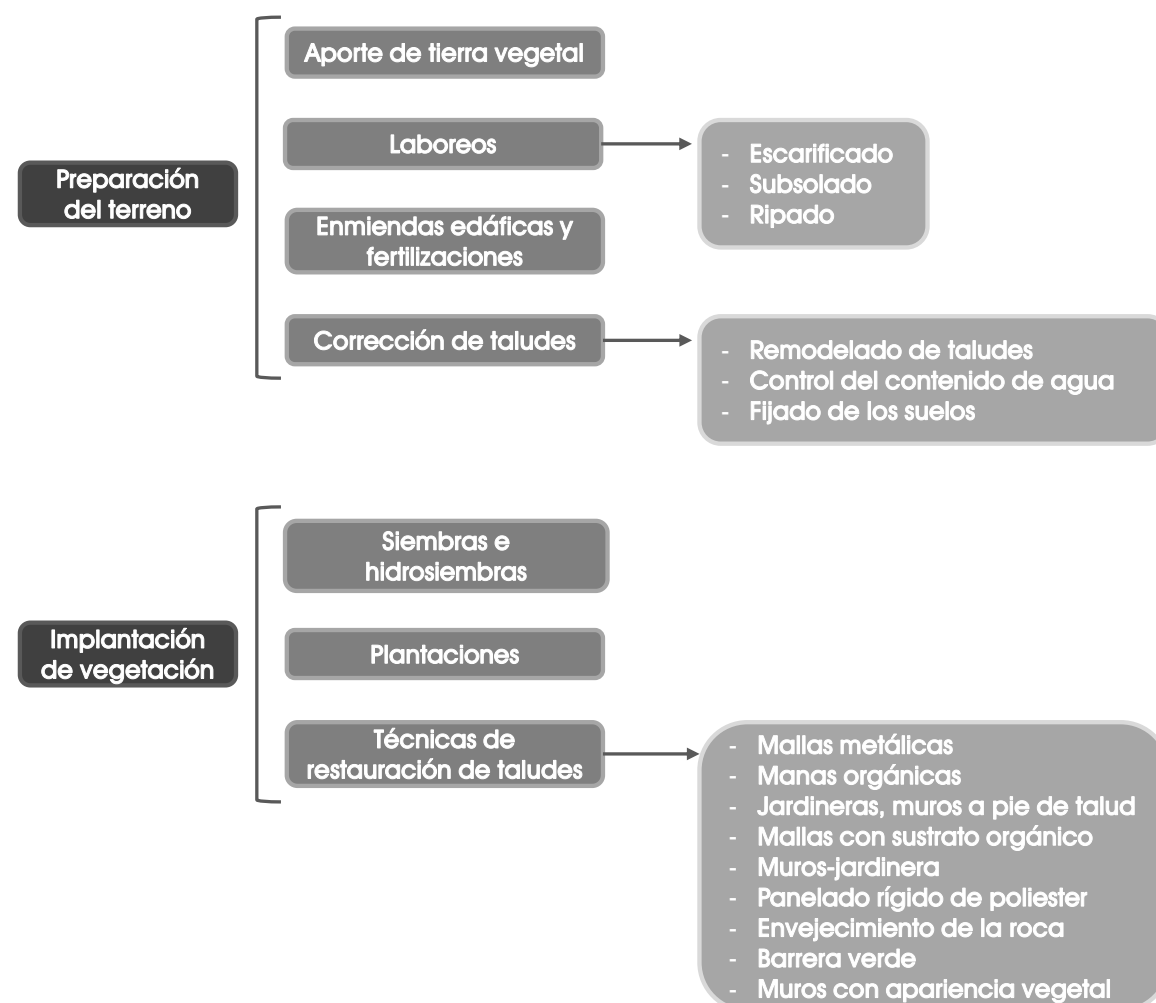 Preparación
del terreno
Aporte de tierra vegetal
Laboreos
- Escarificado
- Subsolado
- Ripado
Enmiendas edáficas y
fertilizaciones
Corrección de taludes
- Remodelado de taludes
- Control del contenido de agua
- Fijado de los suelos
Implantación
de vegetación
Siembras e
hidrosiembras
Plantaciones
Técnicas de
restauración de taludes
- Mallas metálicas
- Manas orgánicas
- Jardineras, muros a pie de talud
- Mallas con sustrato orgánico
- Muros-jardinera
- Panelado rígido de poliester
- Envejecimiento de la roca
- Barrera verde
- Muros con apariencia vegetal